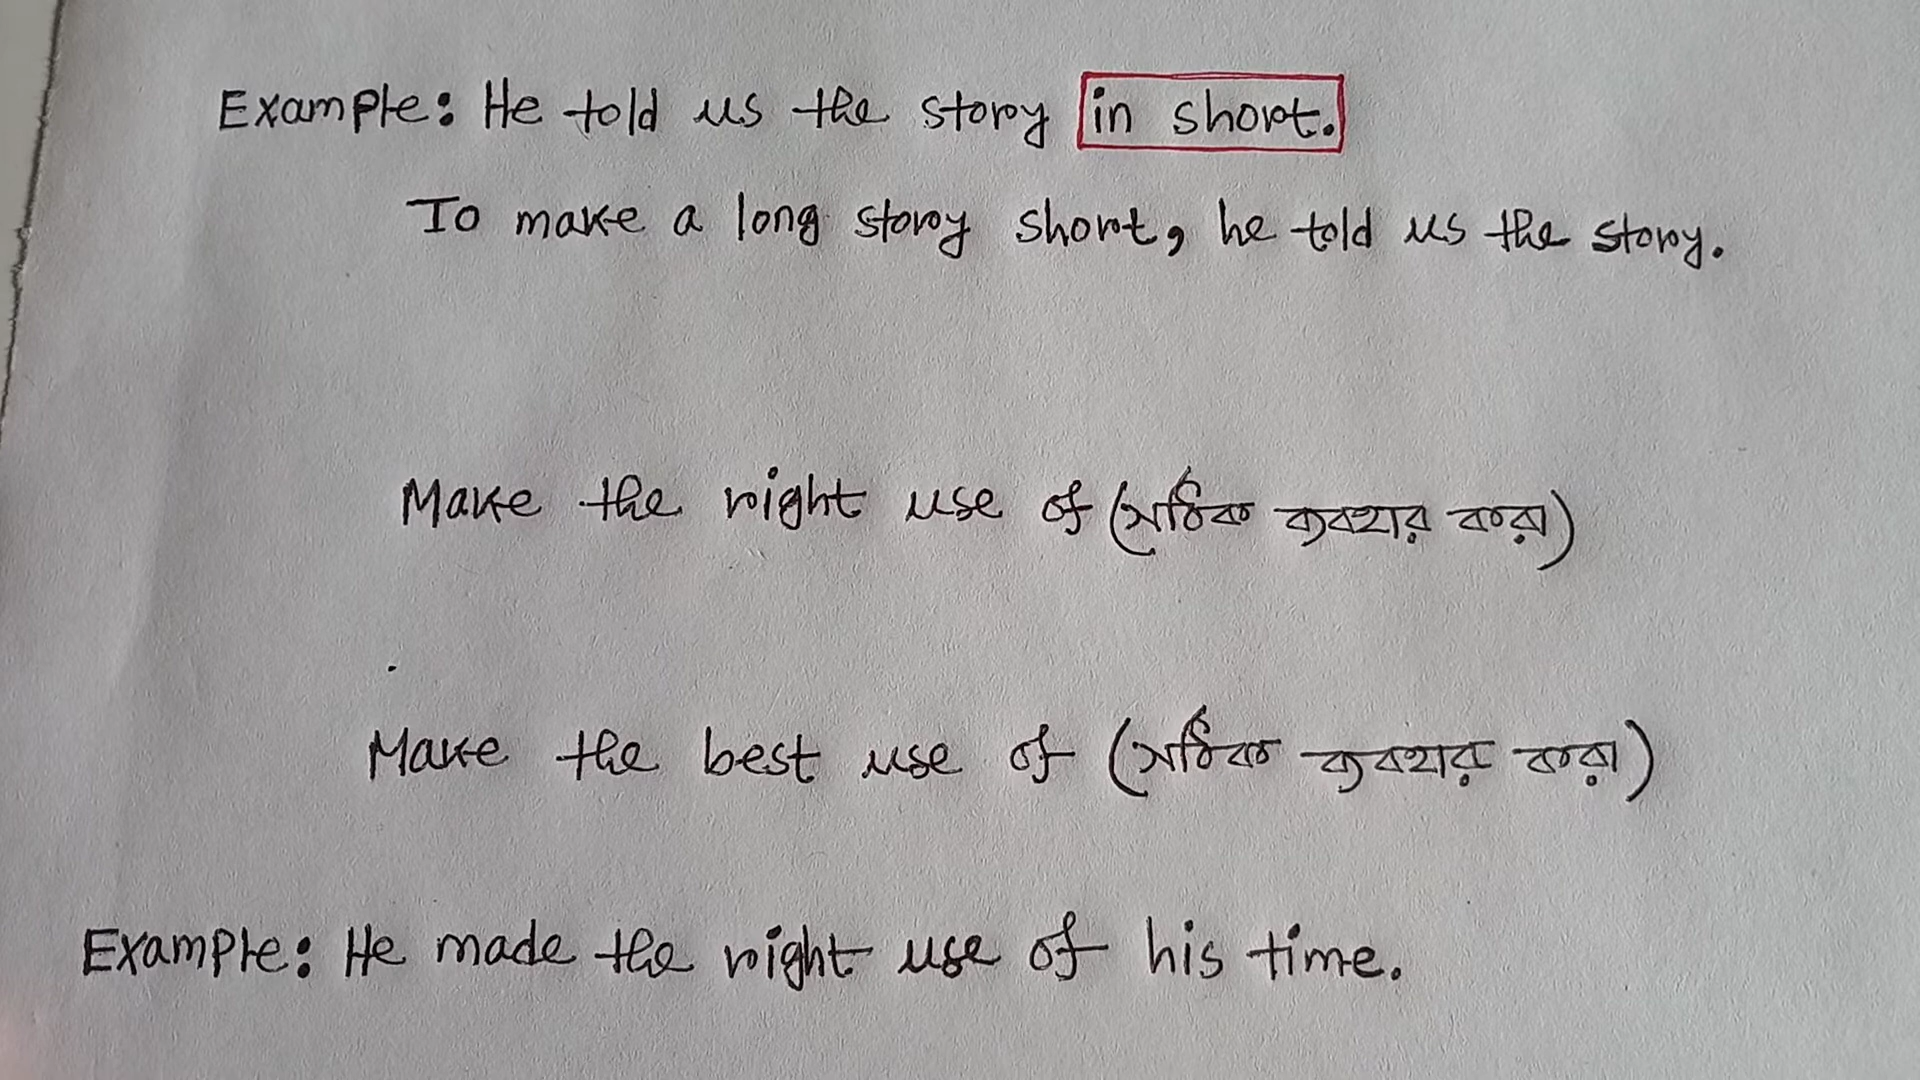 Example: He told us the story in short.
To make a long story short, he told us the story.
Make the right use of (সঠিক ব্যবহার করা)
Make the best use of (সঠিক ব্যবহার করা)
Example: He made the right use of his time.